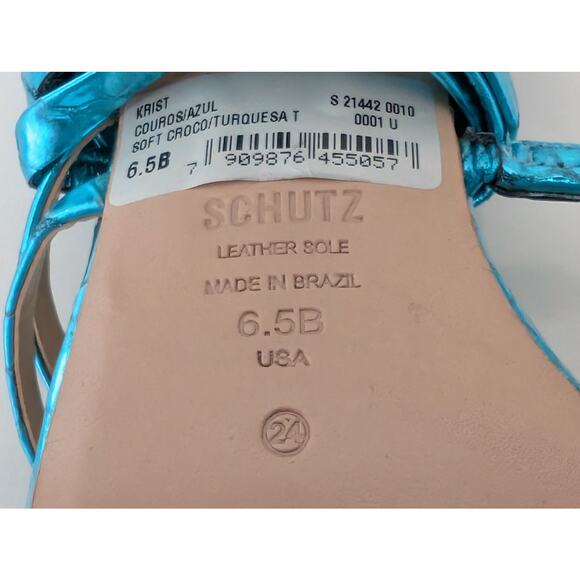 KRIST S 21442 0010
COUROS/AZUL 0001 U
SOFT CROCO/TURQUESA T
6.5B 7 909876 455057
SCHUTZ
LEATHER SOLE
MADE IN BRAZIL
6.5B
USA
24